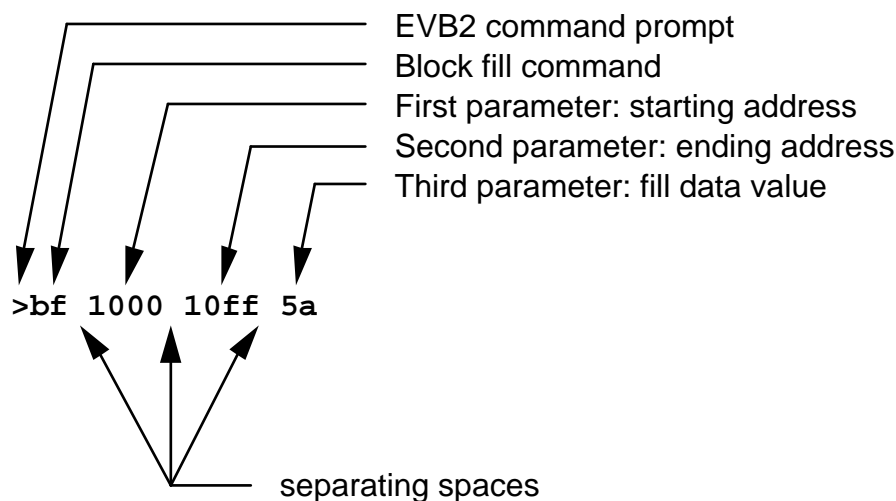 EVB2 command prompt
Block fill command
First parameter: starting address
Second parameter: ending address
Third parameter: fill data value
>bf 1000 10ff 5a
separating spaces